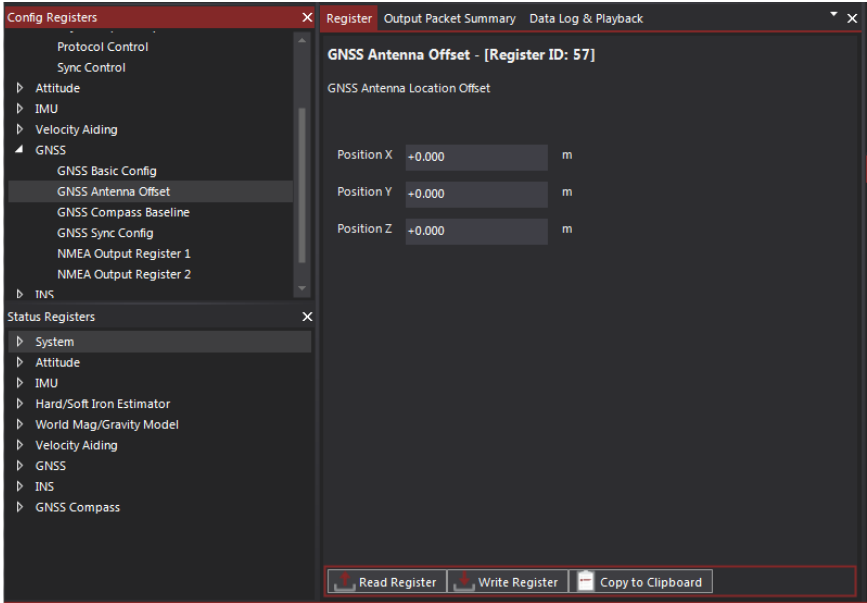 Config Registers
Protocol Control
Sync Control
Attitude
IMU
Velocity Aiding
GNSS
GNSS Basic Config
GNSS Antenna Offset
GNSS Compass Baseline
GNSS Sync Config
NMEA Output Register 1
NMEA Output Register 2
INS
Status Registers
System
Attitude
IMU
Hard/Soft Iron Estimator
World Mag/Gravity Model
Velocity Aiding
GNSS
INS
GNSS Compass
Register Output Packet Summary Data Log & Playback
GNSS Antenna Offset - [Register ID: 57]
GNSS Antenna Location Offset
Position X +0.000 m
Position Y +0.000 m
Position Z +0.000 m
Read Register Write Register Copy to Clipboard